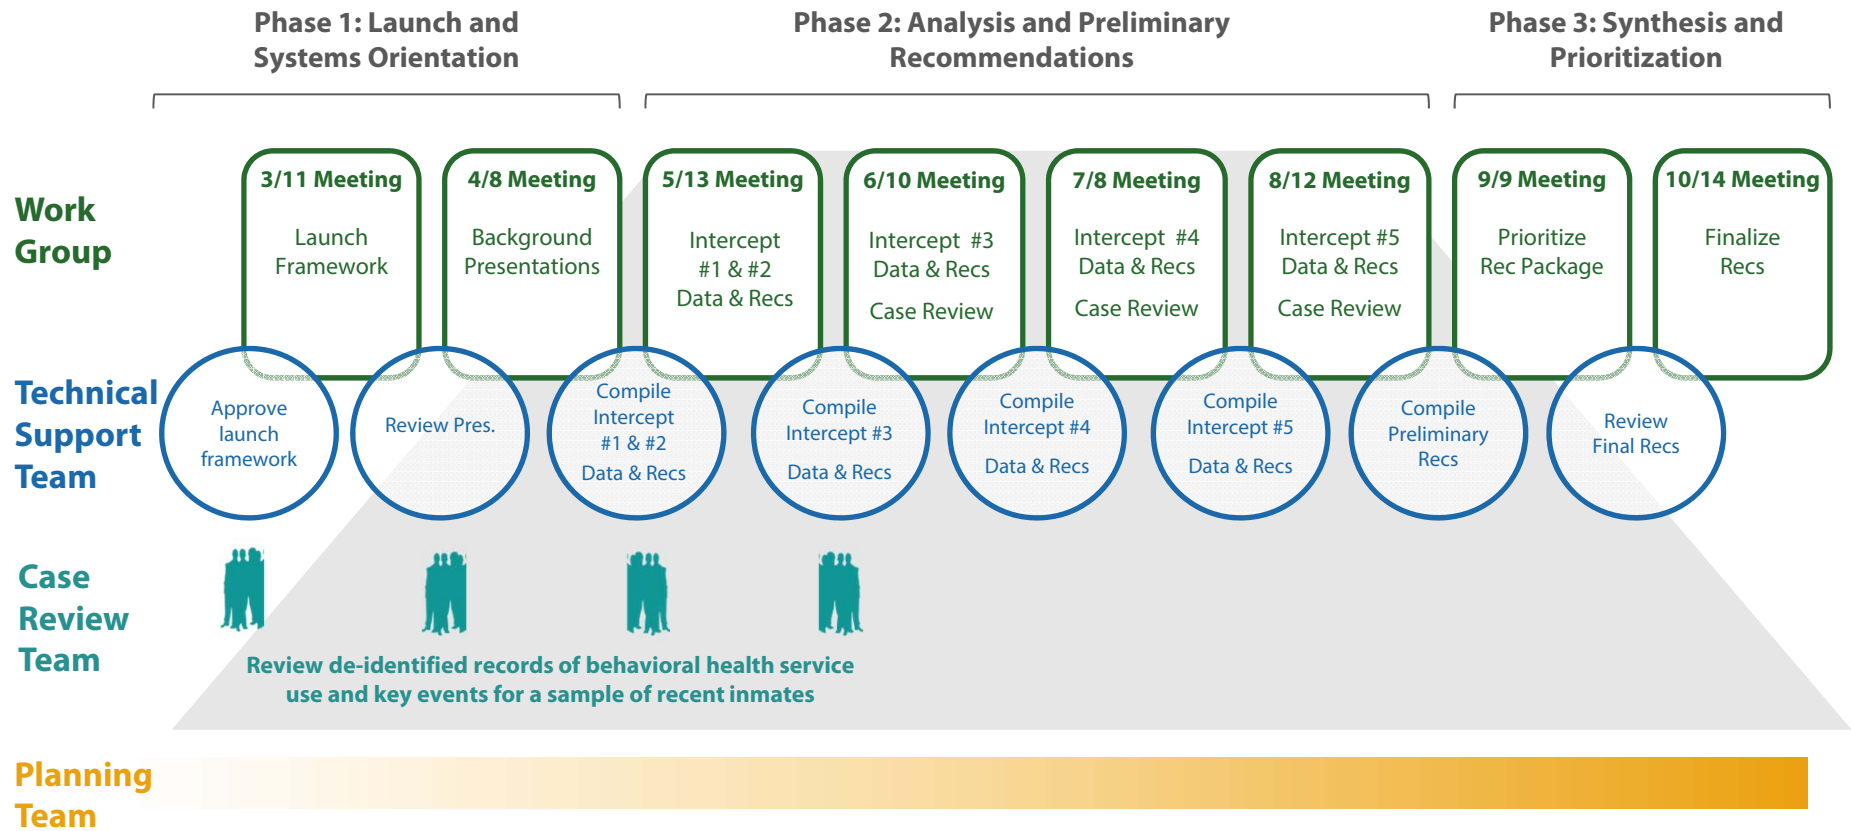 Phase 1: Launch and
Systems Orientation
Phase 2: Analysis and Preliminary
Recommendations
Phase 3: Synthesis and
Prioritization
Work
Group
3/11 Meeting
Launch
Framework
4/8 Meeting
Background
Presentations
5/13 Meeting
Intercept
#1 & #2
Data & Recs
6/10 Meeting
Intercept #3
Data & Recs
Case Review
7/8 Meeting
Intercept #4
Data & Recs
Case Review
8/12 Meeting
Intercept #5
Data & Recs
Case Review
9/9 Meeting
Prioritize
Rec Package
10/14 Meeting
Finalize
Recs
Technical
Support
Team
Approve
launch
framework
Review Pres.
Compile
Intercept
#1 & #2
Data & Recs
Compile
Intercept #3
Data & Recs
Compile
Intercept #4
Data & Recs
Compile
Intercept #5
Data & Recs
Compile
Preliminary
Recs
Review
Final Recs
Case
Review
Team
Review de-identified records of behavioral health service
use and key events for a sample of recent inmates
Planning
Team